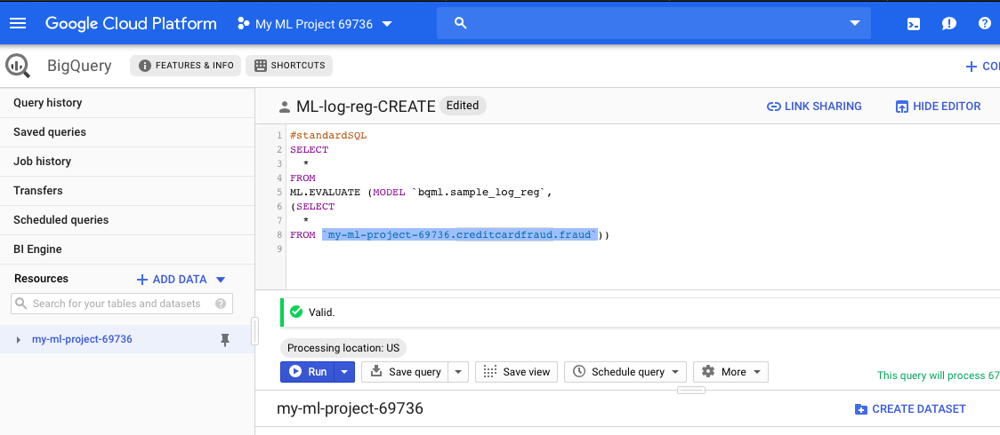 Google Cloud Platform My ML Project 69736
BigQuery FEATURES & INFO SHORTCUTS + CO
Query history
Saved queries
Job history
Transfers
Scheduled queries
BI Engine
Resources + ADD DATA
Search for your tables and datasets
my-ml-project-69736
ML-log-reg-CREATE Edited LINK SHARING HIDE EDITOR
1 #standardSQL
2 SELECT
3 *
4 FROM
5 ML.EVALUATE (MODEL `bqml.sample_log_reg`,
6 (SELECT
7 *
8 FROM `my-ml-project-69736.creditcardfraud.fraud`))
9
Valid.
Processing location: US
Run Save query Save view Schedule query More This query will process 67
my-ml-project-69736 CREATE DATASET